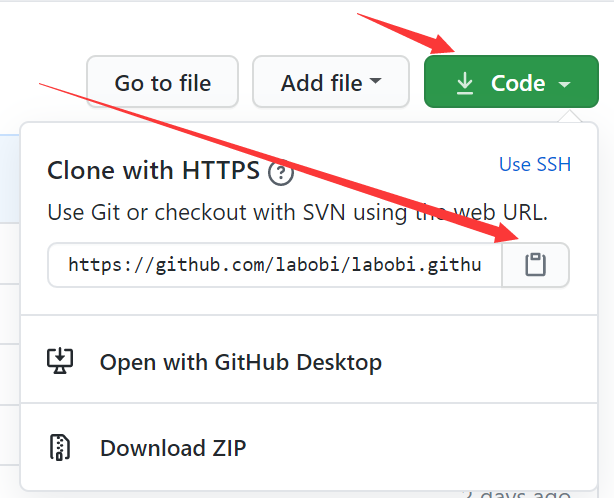 Go to file
Add file
Code
Clone with HTTPS
Use SSH
Use Git or checkout with SVN using the web URL.
https://github.com/labobi/labobi.githu
Open with GitHub Desktop
Download ZIP
2 days ago